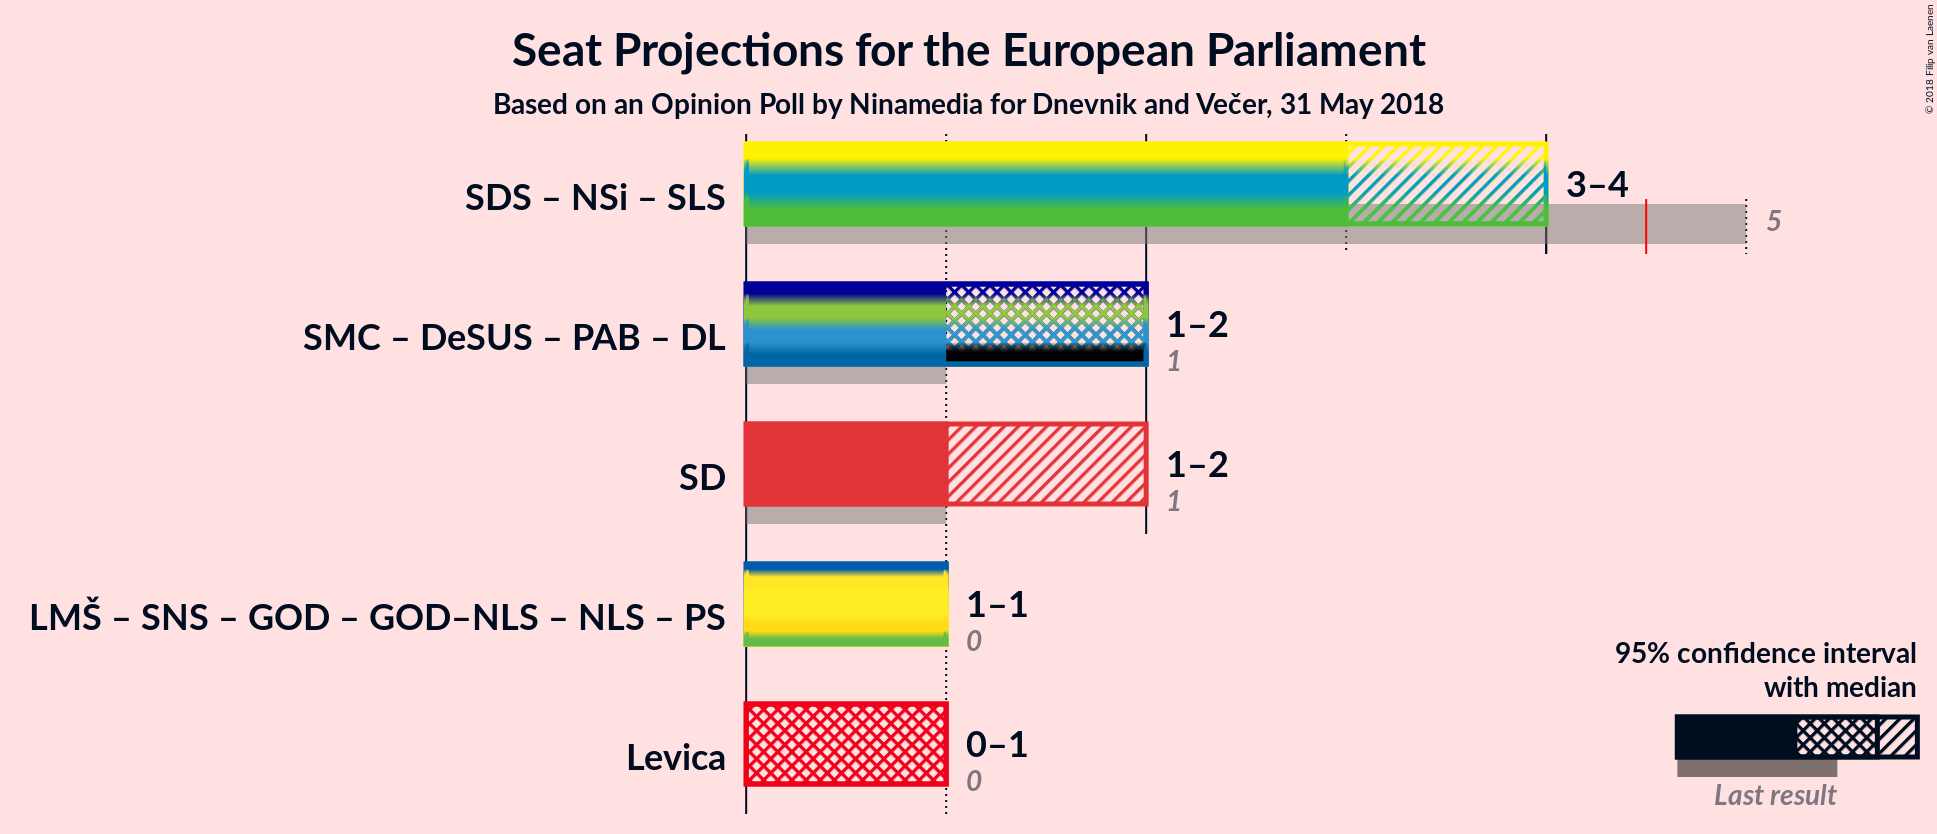 Seat Projections for the European Parliament
Based on an Opinion Poll by Ninamedia for Dnevnik and Večer, 31 May 2018
© 2018 Filip van Laenen
SDS – NSi – SLS
3–4
5
SMC – DeSUS – PAB – DL
1–2
1
SD
1–2
1
LMŠ – SNS – GOD – GOD–NLS – NLS – PS
1–1
0
Levica
0–1
0
95% confidence interval
with median
Last result